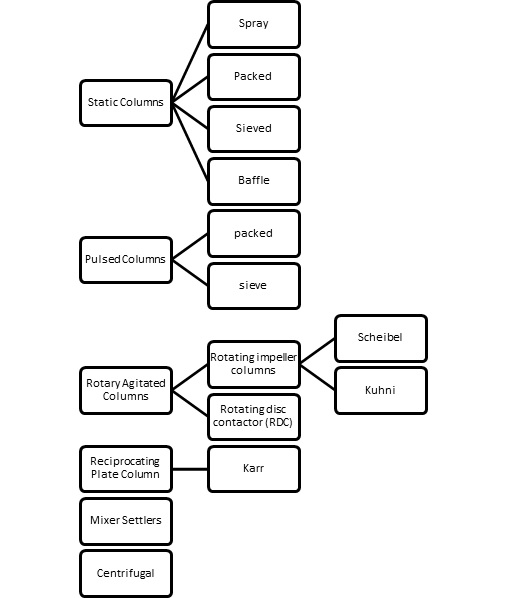 Static Columns
Spray
Packed
Sieved
Baffle
Pulsed Columns
packed
sieve
Rotary Agitated
Columns
Rotating impeller
columns
Scheibel
Kuhni
Rotating disc
contactor (RDC)
Reciprocating
Plate Column
Karr
Mixer Settlers
Centrifugal